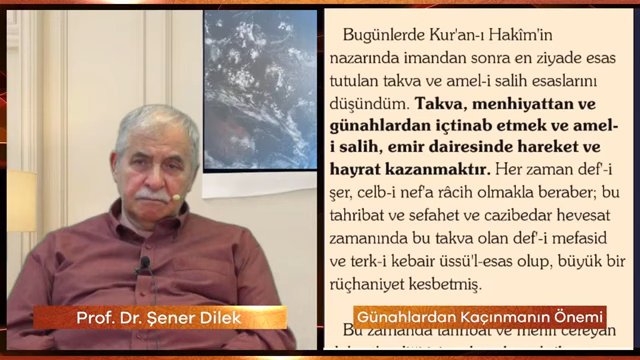 Bugünlerde Kur'an-ı Hakîm'in
nazarında imandan sonra en ziyade esas
tutulan takva ve amel-i salih esaslarını
düşündüm. Takva, menhiyattan ve
günahlardan içtinab etmek ve amel-
i salih, emir dairesinde hareket ve
hayrat kazanmaktır. Her zaman def'-i
şer, celb-i nef'a râcih olmakla beraber; bu
tahribat ve sefahet ve cazibedar hevesat
zamanında bu takva olan def'-i mefasid
ve terk-i kebair üssü'l-esas olup, büyük bir
rüçhaniyet kesbetmiş.
Bu zamanda tahribat ve menfi cereyan
Prof. Dr. Şener Dilek
Günahlardan Kaçınmanın Önemi